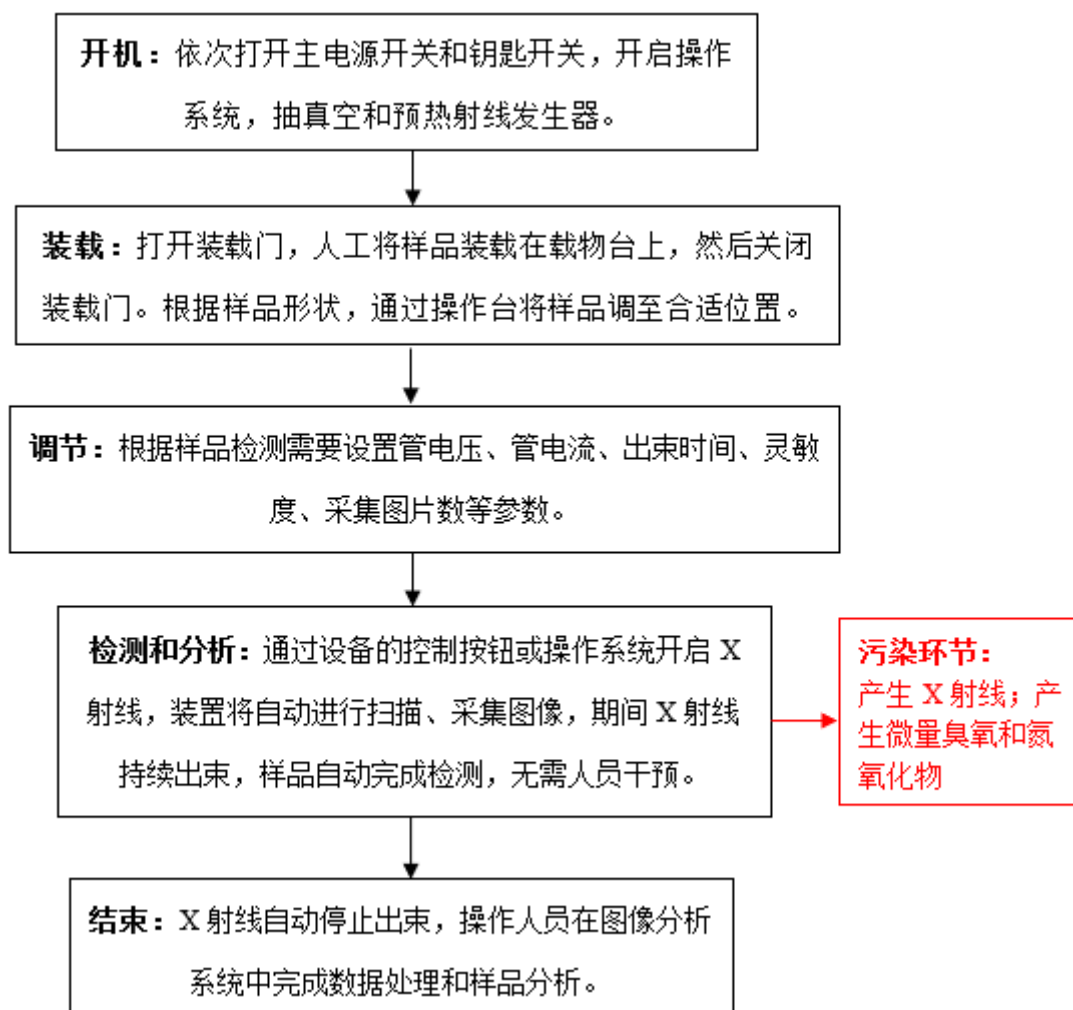 开机：依次打开主电源开关和钥匙开关，开启操作
系统，抽真空和预热射线发生器。
装载：打开装载门，人工将样品装载在载物台上，然后关闭
装载门。根据样品形状，通过操作台将样品调至合适位置。
调节：根据样品检测需要设置管电压、管电流、出束时间、灵敏
度、采集图片数等参数。
检测和分析：通过设备的控制按钮或操作系统开启 X
射线，装置将自动进行扫描、采集图像，期间 X 射线
持续出束，样品自动完成检测，无需人员干预。
污染环节：
产生 X 射线；产
生微量臭氧和氮
氧化物
结束：X 射线自动停止出束，操作人员在图像分析
系统中完成数据处理和样品分析。